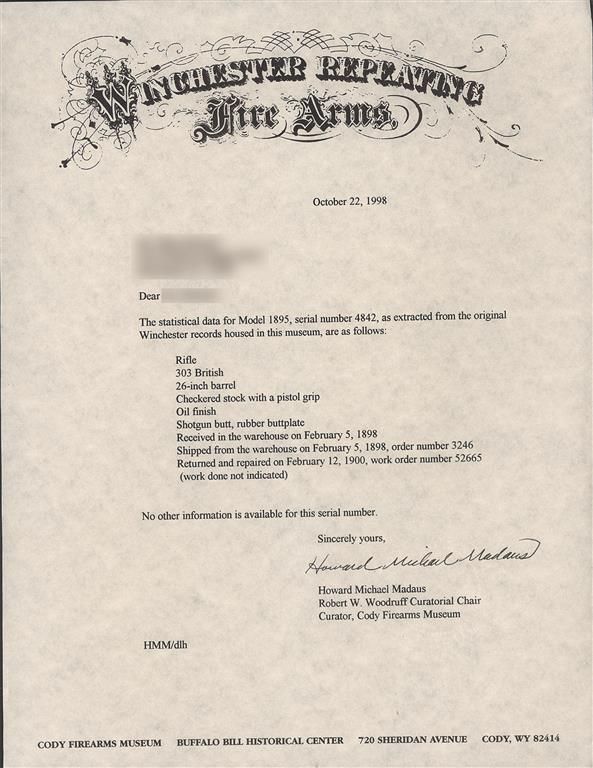 WINCHESTER REPEATING
Fire Arms,
October 22, 1998
Dear
The statistical data for Model 1895, serial number 4842, as extracted from the original
Winchester records housed in this museum, are as follows:
Rifle
303 British
26-inch barrel
Checkered stock with a pistol grip
Oil finish
Shotgun butt, rubber buttplate
Received in the warehouse on February 5, 1898
Shipped from the warehouse on February 5, 1898, order number 3246
Returned and repaired on February 12, 1900, work order number 52665
(work done not indicated)
No other information is available for this serial number.
Sincerely yours,
Howard Michael Madaus
Howard Michael Madaus
Robert W. Woodruff Curatorial Chair
Curator, Cody Firearms Museum
HMM/dlh
CODY FIREARMS MUSEUM BUFFALO BILL HISTORICAL CENTER 720 SHERIDAN AVENUE CODY, WY 82414